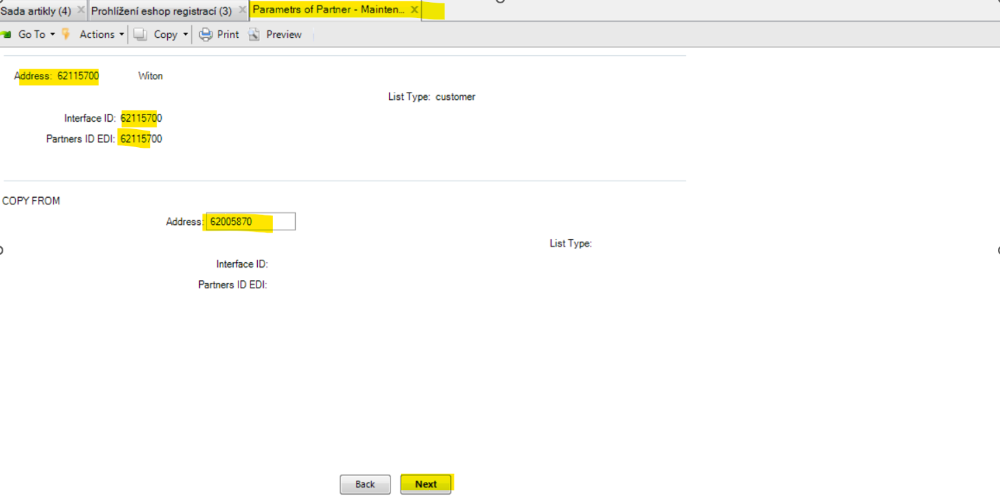 Sada artikly (4) X Prohlížení eshop registrací (3) X Parametrs of Partner - Mainten... X
Go To Actions Copy Print Preview
Address: 62115700 Witon
List Type: customer
Interface ID: 62115700
Partners ID EDI: 62115700
COPY FROM
Address: 62005870
List Type:
Interface ID:
Partners ID EDI:
Back Next